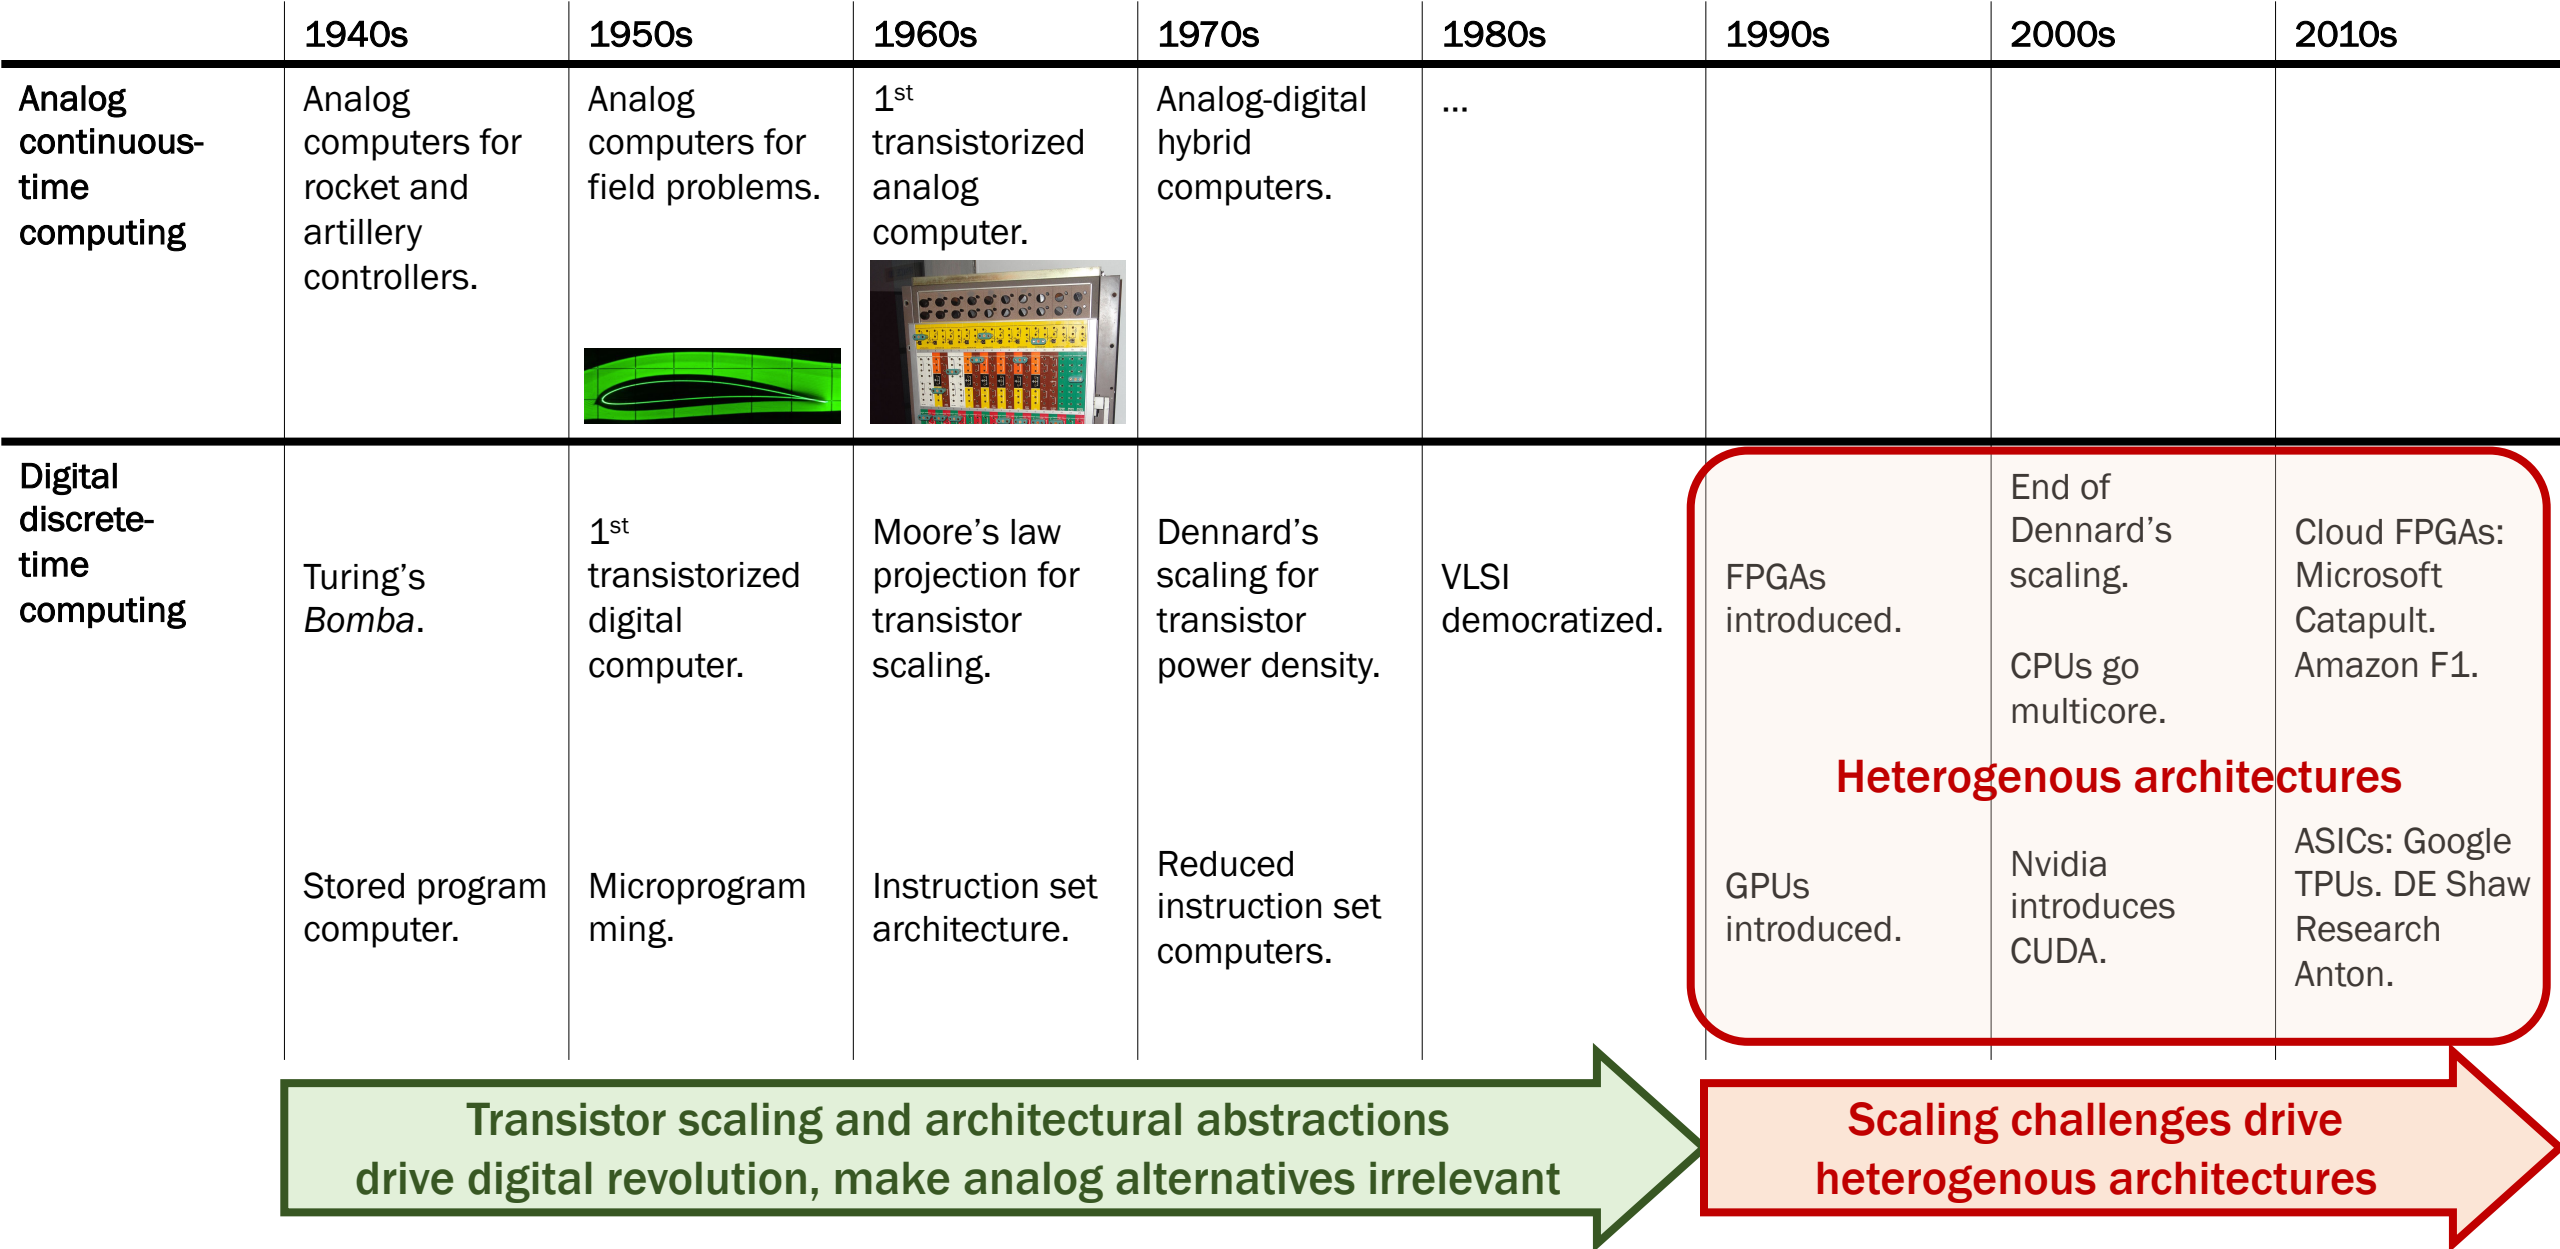 1940s
1950s
1960s
1970s
1980s
1990s
2000s
2010s
Analog
continuous-
time
computing
Analog
computers for
rocket and
artillery
controllers.
Analog
computers for
field problems.
1st
transistorized
analog
computer.
Analog-digital
hybrid
computers.
...
Digital
discrete-
time
computing
Turing's
Bomba.
1st
transistorized
digital
computer.
Moore's law
projection for
transistor
scaling.
Dennard's
scaling for
transistor
power density.
VLSI
democratized.
FPGAs
introduced.
End of
Dennard's
scaling.
CPUs go
multicore.
Cloud FPGAs:
Microsoft
Catapult.
Amazon F1.
Heterogenous architectures
Stored program
computer.
Microprogram
ming.
Instruction set
architecture.
Reduced
instruction set
computers.
GPUs
introduced.
Nvidia
introduces
CUDA.
ASICs: Google
TPUs. DE Shaw
Research
Anton.
Transistor scaling and architectural abstractions
drive digital revolution, make analog alternatives irrelevant
Scaling challenges drive
heterogenous architectures